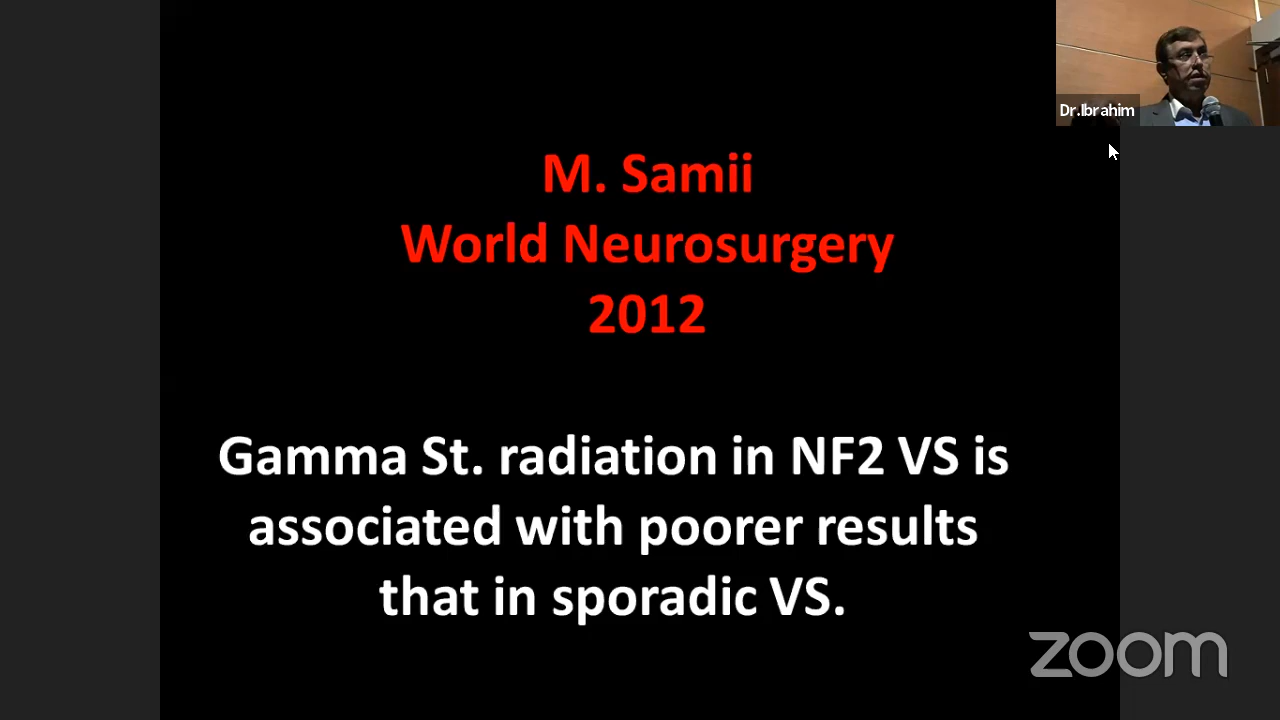 Dr.Ibrahim
M. Samii
World Neurosurgery
2012
Gamma St. radiation in NF2 VS is
associated with poorer results
that in sporadic VS.
zoom